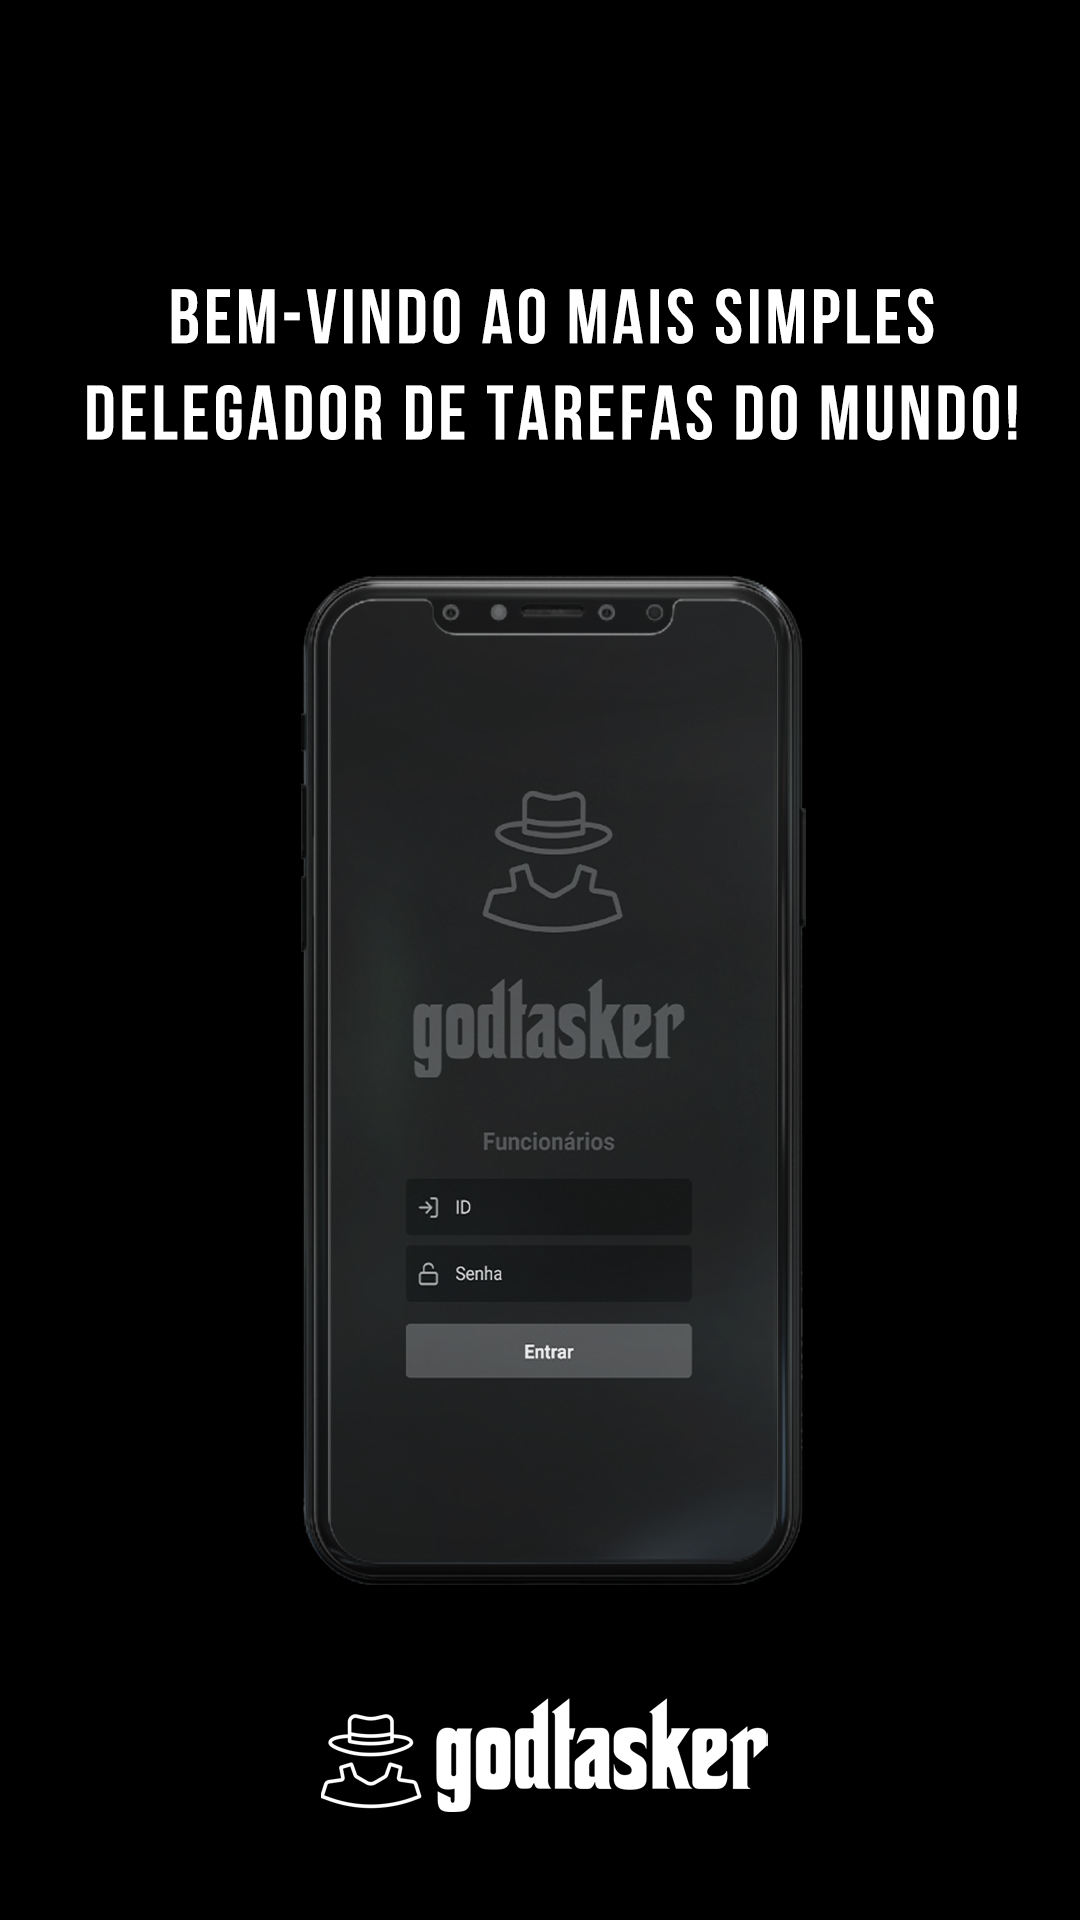 BEM-VINDO AO MAIS SIMPLES
DELEGADOR DE TAREFAS DO MUNDO!
godtasker
Funcionários
ID
Senha
Entrar
godtasker